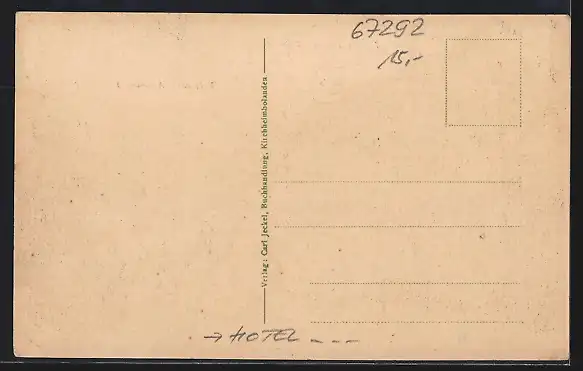 67292
15,-
Verlag: Carl Jeckel, Buchhandlung, Kirchheimbolanden
→ HOTEL ---